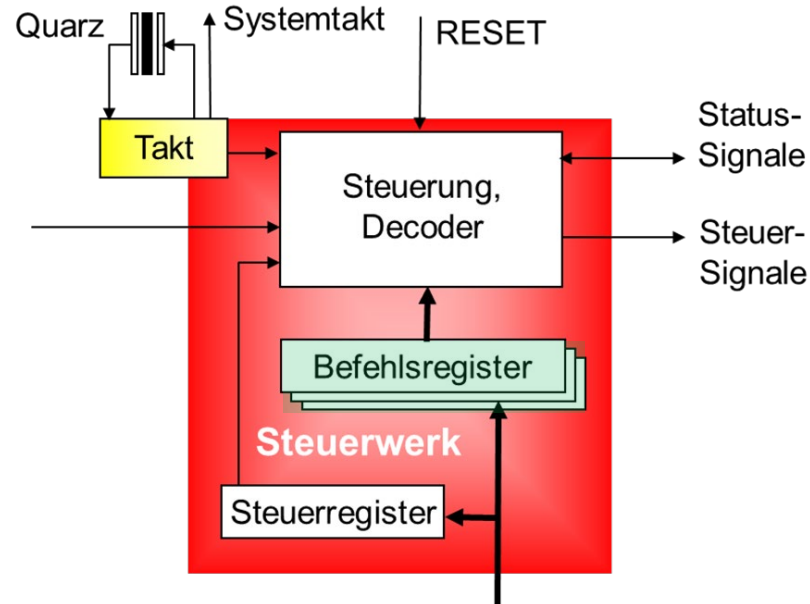 Quarz
Systemtakt
RESET
Takt
Status-
Signale
Steuerung,
Decoder
Steuer-
Signale
Befehlsregister
Steuerwerk
Steuerregister